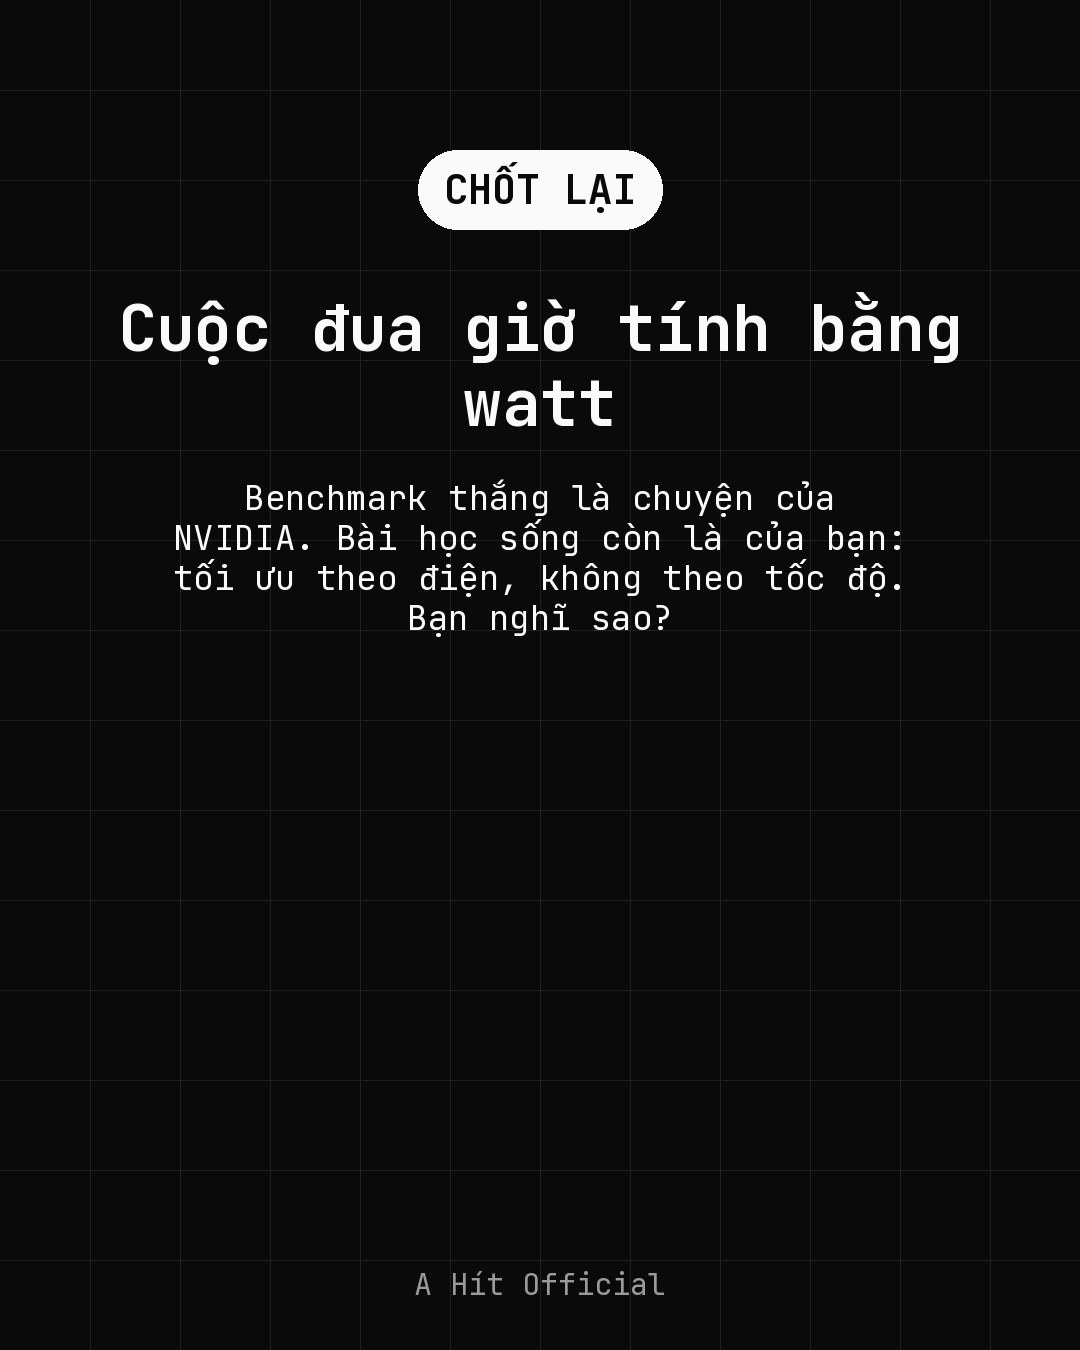 CHỐT LẠI
Cuộc đua giờ tính bằng
watt
Benchmark thắng là chuyện của
NVIDIA. Bài học sống còn là của bạn:
tối ưu theo điện, không theo tốc độ.
Bạn nghĩ sao?
A Hít Official